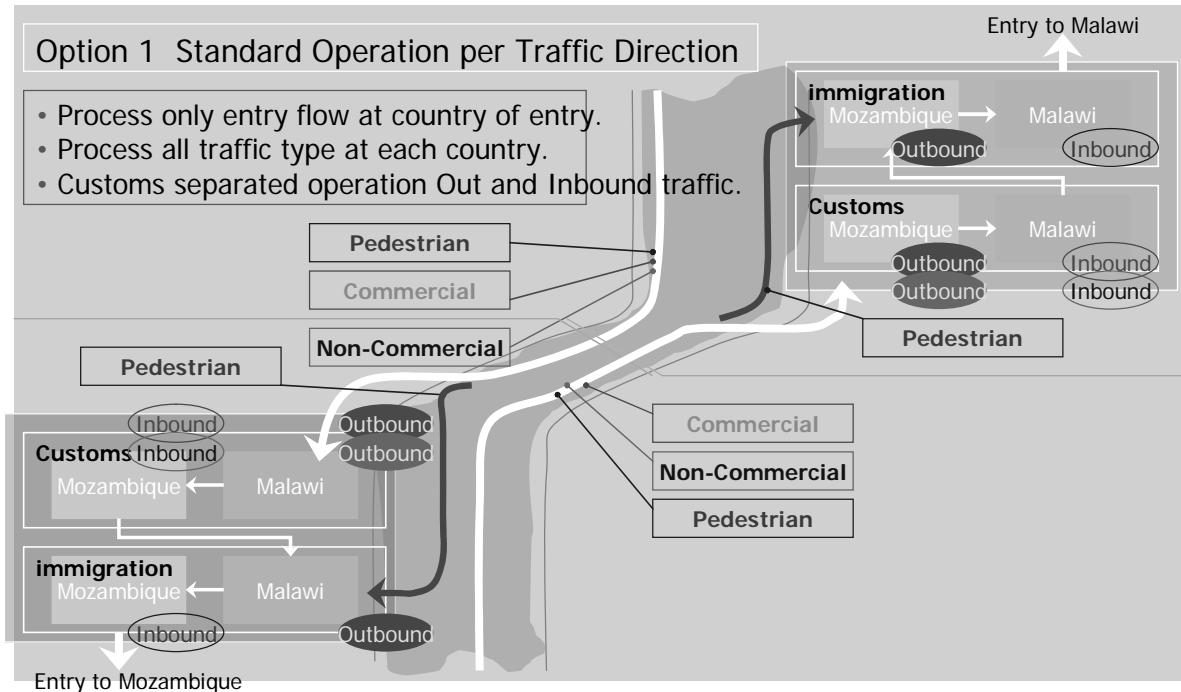 Entry to Malawi
Option 1 Standard Operation per Traffic Direction
• Process only entry flow at country of entry.
• Process all traffic type at each country.
• Customs separated operation Out and Inbound traffic.
immigration
Mozambique
Malawi
Outbound
Inbound
Customs
Mozambique
Malawi
Outbound
Inbound
Outbound
Inbound
Pedestrian
Commercial
Non-Commercial
Pedestrian
Pedestrian
Commercial
Non-Commercial
Pedestrian
Inbound
Outbound
Customs
Inbound
Outbound
Mozambique
Malawi
immigration
Mozambique
Malawi
Inbound
Outbound
Entry to Mozambique